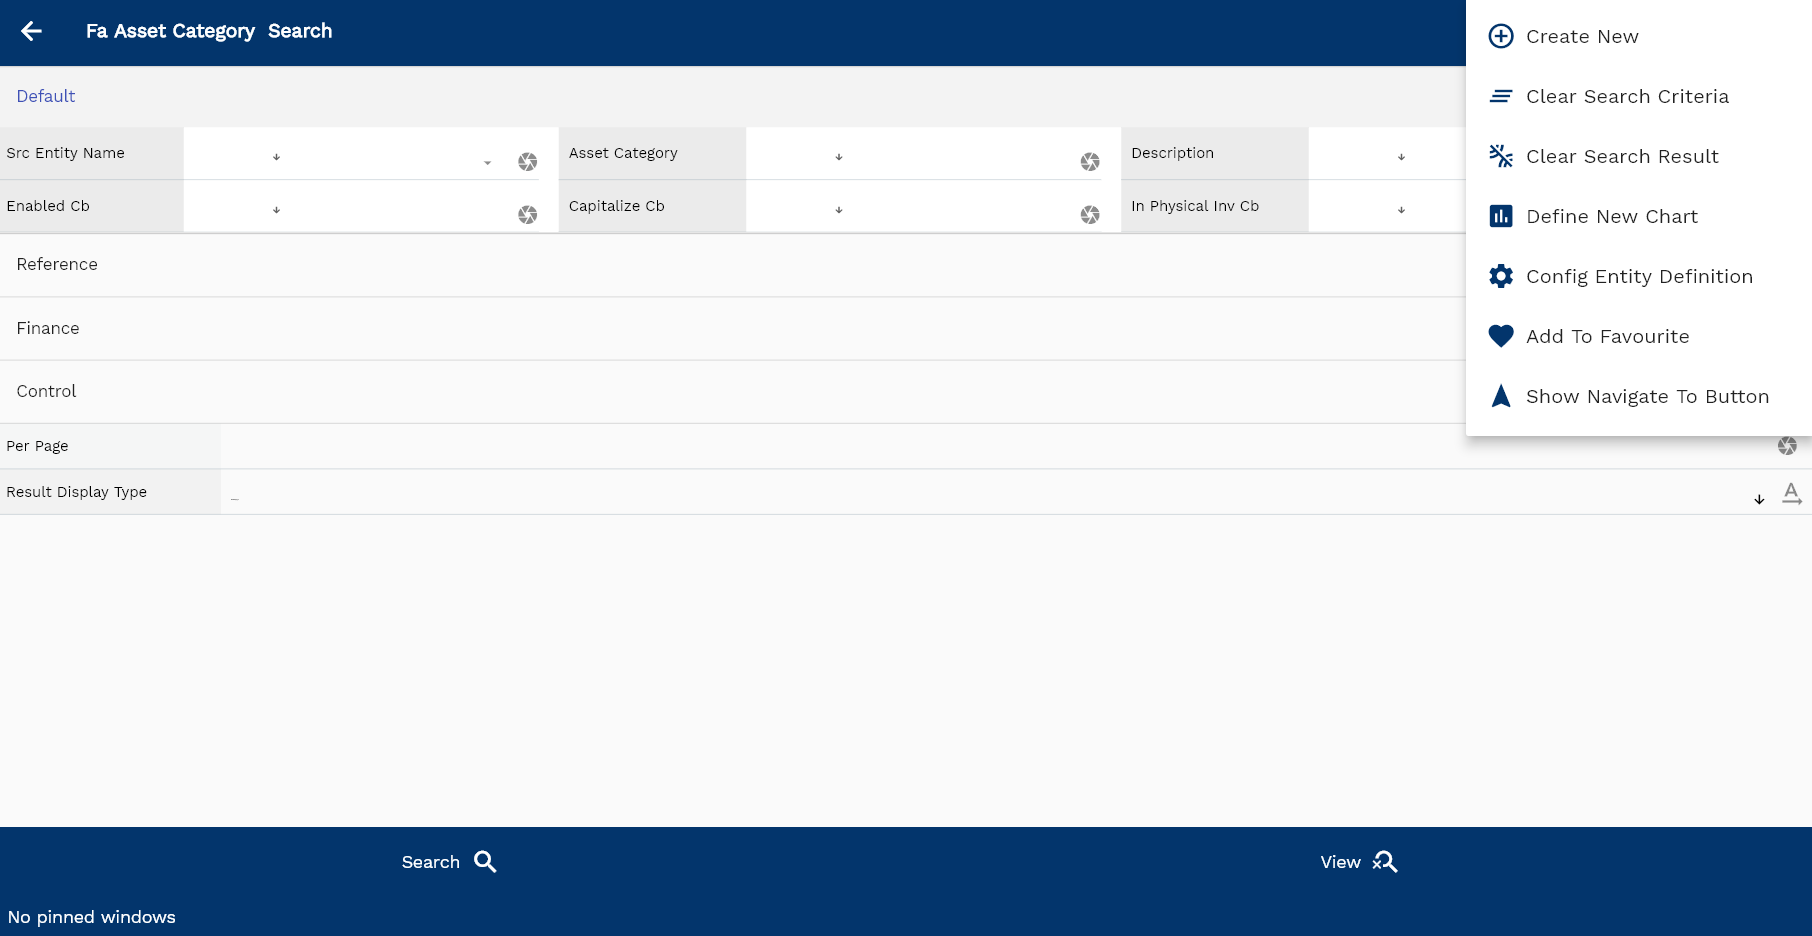 Fa Asset Category Search
Default
Src Entity Name
Asset Category
Description
Enabled Cb
Capitalize Cb
In Physical Inv Cb
Reference
Finance
Control
Per Page
Result Display Type
Create New
Clear Search Criteria
Clear Search Result
Define New Chart
Config Entity Definition
Add To Favourite
Show Navigate To Button
Search
View
No pinned windows